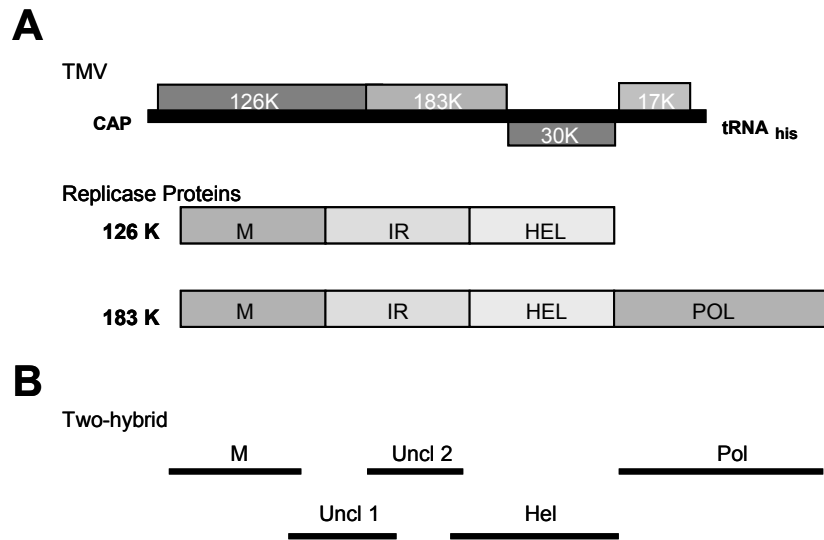 A
TMV
126K 183K 17K
CAP
30K
tRNA his
Replicase Proteins
126 K M IR HEL
183 K M IR HEL POL
B
Two-hybrid
M Uncl 2 Pol
Uncl 1 Hel